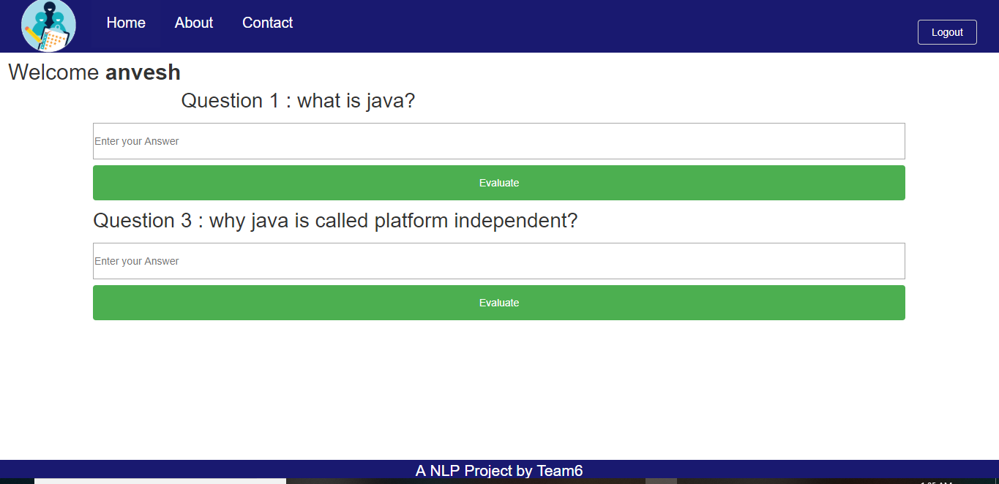 Home About Contact
Logout
Welcome anvesh
Question 1 : what is java?
Enter your Answer
Evaluate
Question 3 : why java is called platform independent?
Enter your Answer
Evaluate
A NLP Project by Team6